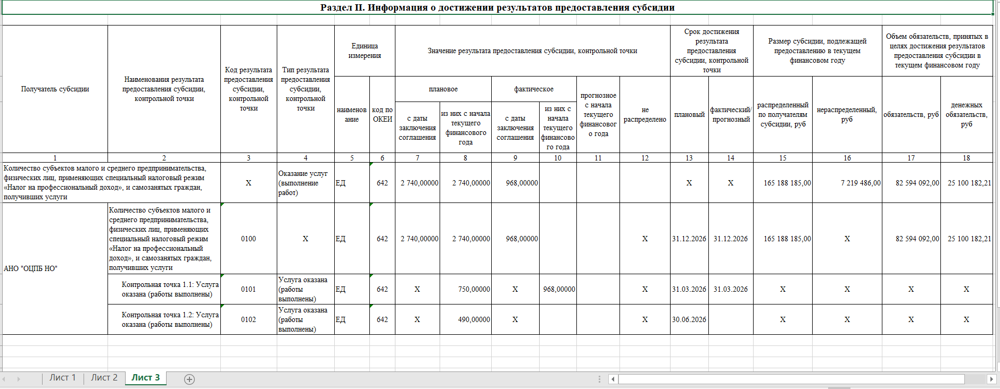 Раздел II. Информация о достижении результатов предоставления субсидии
Получатель субсидии
Наименования результата
предоставления субсидии,
контрольной точки
Код результата
предоставления
субсидии,
контрольной
точки
Тип результата
предоставления
субсидии,
контрольной
точки
Единица
измерения
Значение результата предоставления субсидии, контрольной точки
Срок достижения
результата
предоставления
субсидии, контрольной
точки
Размер субсидии, подлежащей
предоставлению в текущем
финансовом году
Объем обязательств, принятых в
целях достижения результатов
предоставления субсидии в
текущем финансовом году
наименов
ание
код по
ОКЕИ
плановое
фактическое
прогнозное
с начала
текущего
финансовог
о года
не
распределено
плановый
фактический/
прогнозный
распределенный
по получателям
субсидии, руб
нераспределенный,
руб
обязательств, руб
денежных
обязательств,
руб
с даты
заключения
соглашения
из них с начала
текущего
финансового
года
с даты
заключения
соглашения
из них с
начала
текущего
финансово
го года
1 2 3 4 5 6 7 8 9 10 11 12 13 14 15 16 17 18
Количество субъектов малого и среднего предпринимательства,
физических лиц, применяющих специальный налоговый режим
«Налог на профессиональный доход», и самозанятых граждан,
получивших услуги
X
Оказание услуг
(выполнение
работ)
ЕД 642 2 740,00000 2 740,00000 968,00000 X X 165 188 185,00 7 219 486,00 82 594 092,00 25 100 182,21
АНО "ОЦПБ НО"
Количество субъектов малого и
среднего предпринимательства,
физических лиц, применяющих
специальный налоговый режим
«Налог на профессиональный
доход», и самозанятых граждан,
получивших услуги
0100 X ЕД 642 2 740,00000 2 740,00000 968,00000 X 31.12.2026 31.12.2026 165 188 185,00 X 82 594 092,00 25 100 182,21
Контрольная точка 1.1: Услуга
оказана (работы выполнены)
0101
Услуга оказана
(работы
выполнены)
ЕД 642 X 750,00000 X 968,00000 X 31.03.2026 31.03.2026 X X X X
Контрольная точка 1.2: Услуга
оказана (работы выполнены)
0102
Услуга оказана
(работы
выполнены)
ЕД 642 X 490,00000 X X 30.06.2026 X X X X
Лист 1 Лист 2 Лист 3